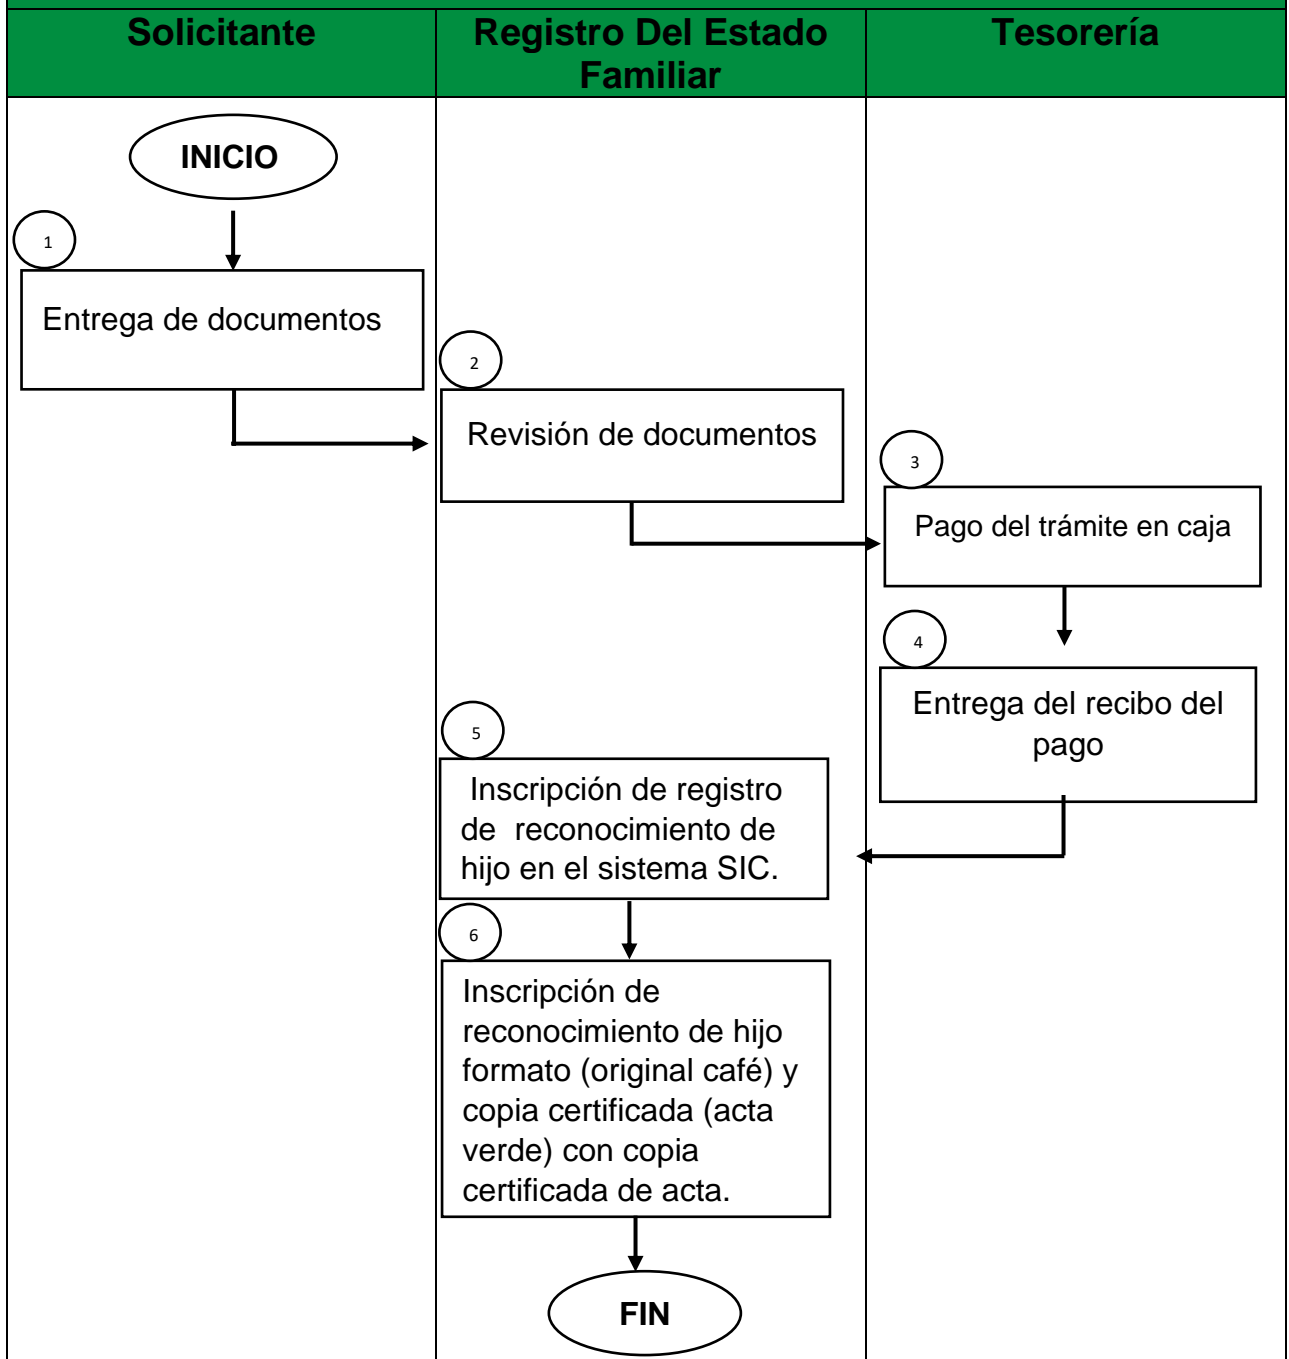 Solicitante
Registro Del Estado
Familiar
Tesorería
INICIO
1
Entrega de documentos
2
Revisión de documentos
3
Pago del trámite en caja
4
Entrega del recibo del
pago
5
Inscripción de registro
de reconocimiento de
hijo en el sistema SIC.
6
Inscripción de
reconocimiento de hijo
formato (original café) y
copia certificada (acta
verde) con copia
certificada de acta.
FIN